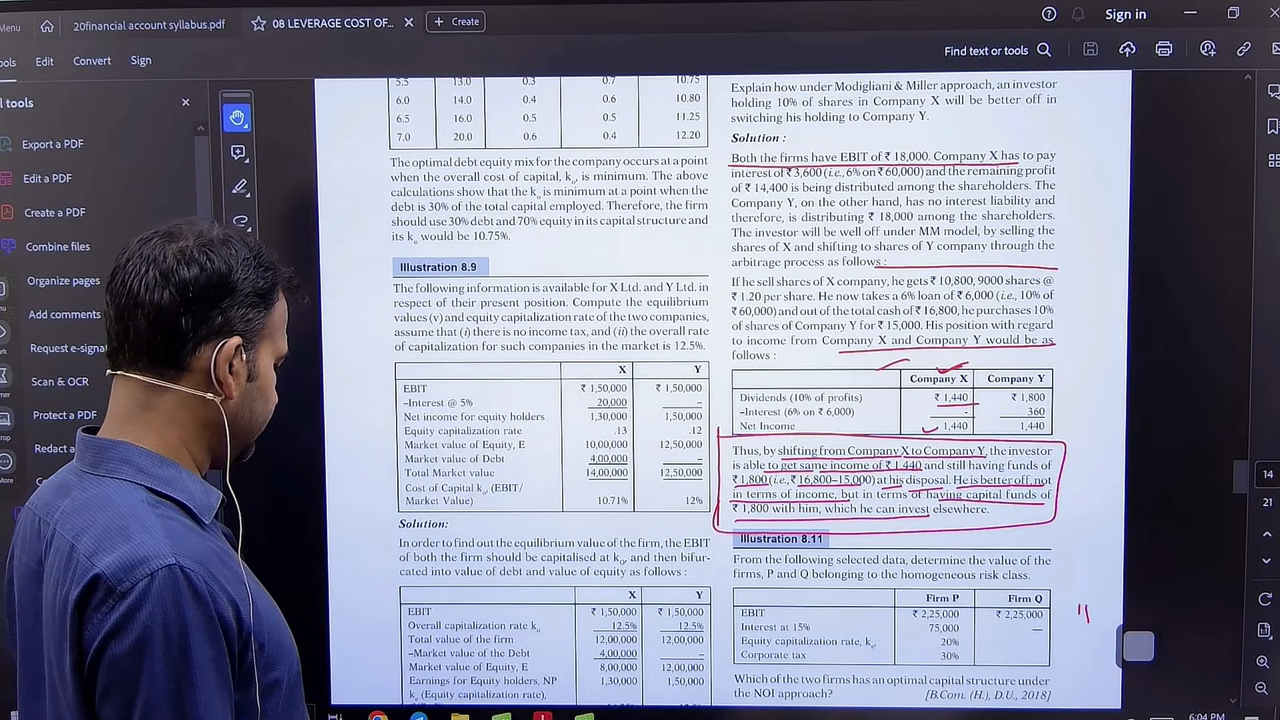 Menu
20financial account syllabus.pdf
08 LEVERAGE COST OF...
+ Create
Sign in
Edit
Convert
Sign
Find text or tools
tools
Export a PDF
Edit a PDF
Create a PDF
Combine files
Organize pages
Add comments
Scan & OCR
Protect a PDF
5.5 13.0 0.3 0.7 10.75
6.0 14.0 0.4 0.6 10.80
6.5 16.0 0.5 0.5 11.25
7.0 20.0 0.6 0.4 12.20
The optimal debt equity mix for the company occurs at a point
when the overall cost of capital, ko, is minimum. The above
calculations show that the ko is minimum at a point when the
debt is 30% of the total capital employed. Therefore, the firm
should use 30% debt and 70% equity in its capital structure and
its ko would be 10.75%.
Illustration 8.9
The following information is available for X Ltd. and Y Ltd. in
respect of their present position. Compute the equilibrium
values (v) and equity capitalization rate of the two companies,
assume that (i) there is no income tax, and (ii) the overall rate
of capitalization for such companies in the market is 12.5%.
X Y
EBIT ₹ 1,50,000 ₹ 1,50,000
–Interest @ 5% 20,000 –
Net income for equity holders 1,30,000 1,50,000
Equity capitalization rate .13 .12
Market value of Equity, E 10,00,000 12,50,000
Market value of Debt 4,00,000 –
Total Market value 14,00,000 12,50,000
Cost of Capital ko (EBIT/
Market Value) 10.71% 12%
Solution:
In order to find out the equilibrium value of the firm, the EBIT
of both the firm should be capitalised at ko, and then bifur-
cated into value of debt and value of equity as follows :
X Y
EBIT ₹ 1,50,000 ₹ 1,50,000
Overall capitalization rate ko 12.5% 12.5%
Total value of the firm 12,00,000 12,00,000
–Market value of the Debt 4,00,000 –
Market value of Equity, E 8,00,000 12,00,000
Earnings for Equity holders, NP 1,30,000 1,50,000
ke (Equity capitalization rate),
Explain how under Modigliani & Miller approach, an investor
holding 10% of shares in Company X will be better off in
switching his holding to Company Y.
Solution :
Both the firms have EBIT of ₹ 18,000. Company X has to pay
interest of ₹ 3,600 (i.e., 6% on ₹ 60,000) and the remaining profit
of ₹ 14,400 is being distributed among the shareholders. The
Company Y, on the other hand, has no interest liability and
therefore, is distributing ₹ 18,000 among the shareholders.
The investor will be well off under MM model, by selling the
shares of X and shifting to shares of Y company through the
arbitrage process as follows :
If he sell shares of X company, he gets ₹ 10,800, 9000 shares @
₹ 1.20 per share. He now takes a 6% loan of ₹ 6,000 (i.e., 10% of
₹ 60,000) and out of the total cash of ₹ 16,800, he purchases 10%
of shares of Company Y for ₹ 15,000. His position with regard
to income from Company X and Company Y would be as
follows :
Company X Company Y
Dividends (10% of profits) ₹ 1,440 ₹ 1,800
–Interest (6% on ₹ 6,000) - 360
Net Income 1,440 1,440
Thus, by shifting from Company X to Company Y, the investor
is able to get same income of ₹ 1,440 and still having funds of
₹ 1,800 (i.e., ₹ 16,800–15,000) at his disposal. He is better off, not
in terms of income, but in terms of having capital funds of
₹ 1,800 with him, which he can invest elsewhere.
Illustration 8.11
From the following selected data, determine the value of the
firms, P and Q belonging to the homogeneous risk class.
Firm P Firm Q
EBIT ₹ 2,25,000 ₹ 2,25,000
Interest at 15% 75,000 —
Equity capitalization rate, ke, 20%
Corporate tax 30%
Which of the two firms has an optimal capital structure under
the NOI approach? [B.Com. (H.), D.U., 2018]
14
21
6:04 PM